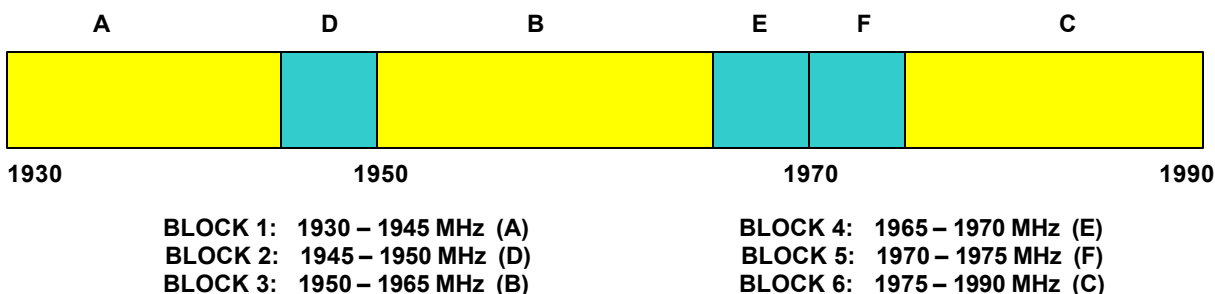 A D B E F C
1930 1950 1970 1990
BLOCK 1: 1930 – 1945 MHz (A)
BLOCK 2: 1945 – 1950 MHz (D)
BLOCK 3: 1950 – 1965 MHz (B)
BLOCK 4: 1965 – 1970 MHz (E)
BLOCK 5: 1970 – 1975 MHz (F)
BLOCK 6: 1975 – 1990 MHz (C)